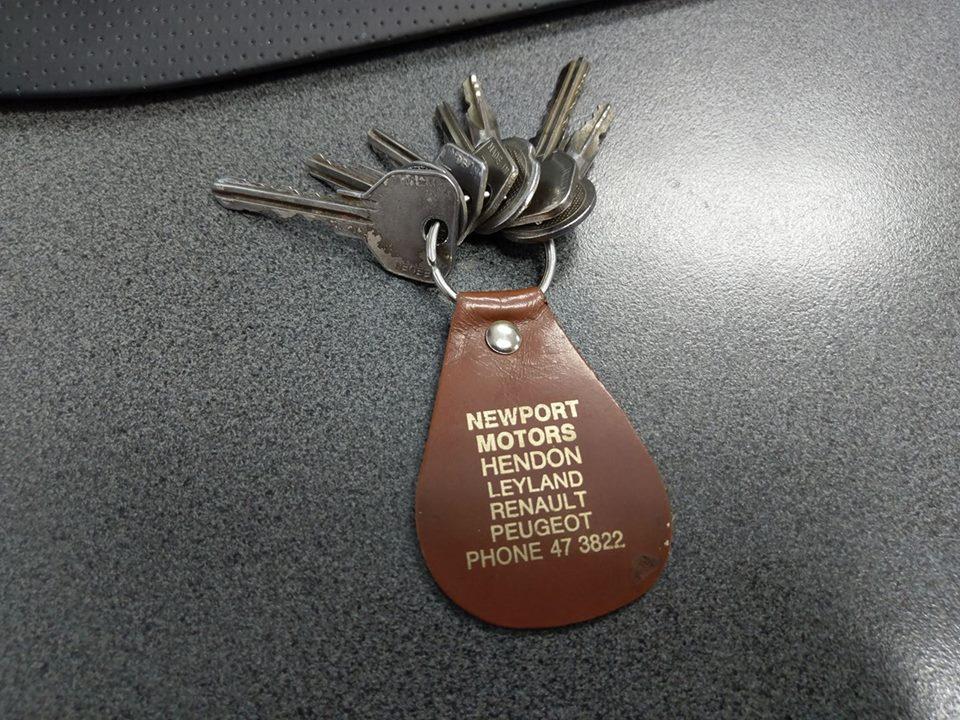 NEWPORT
MOTORS
HENDON
LEYLAND
RENAULT
PEUGEOT
PHONE 47 3822